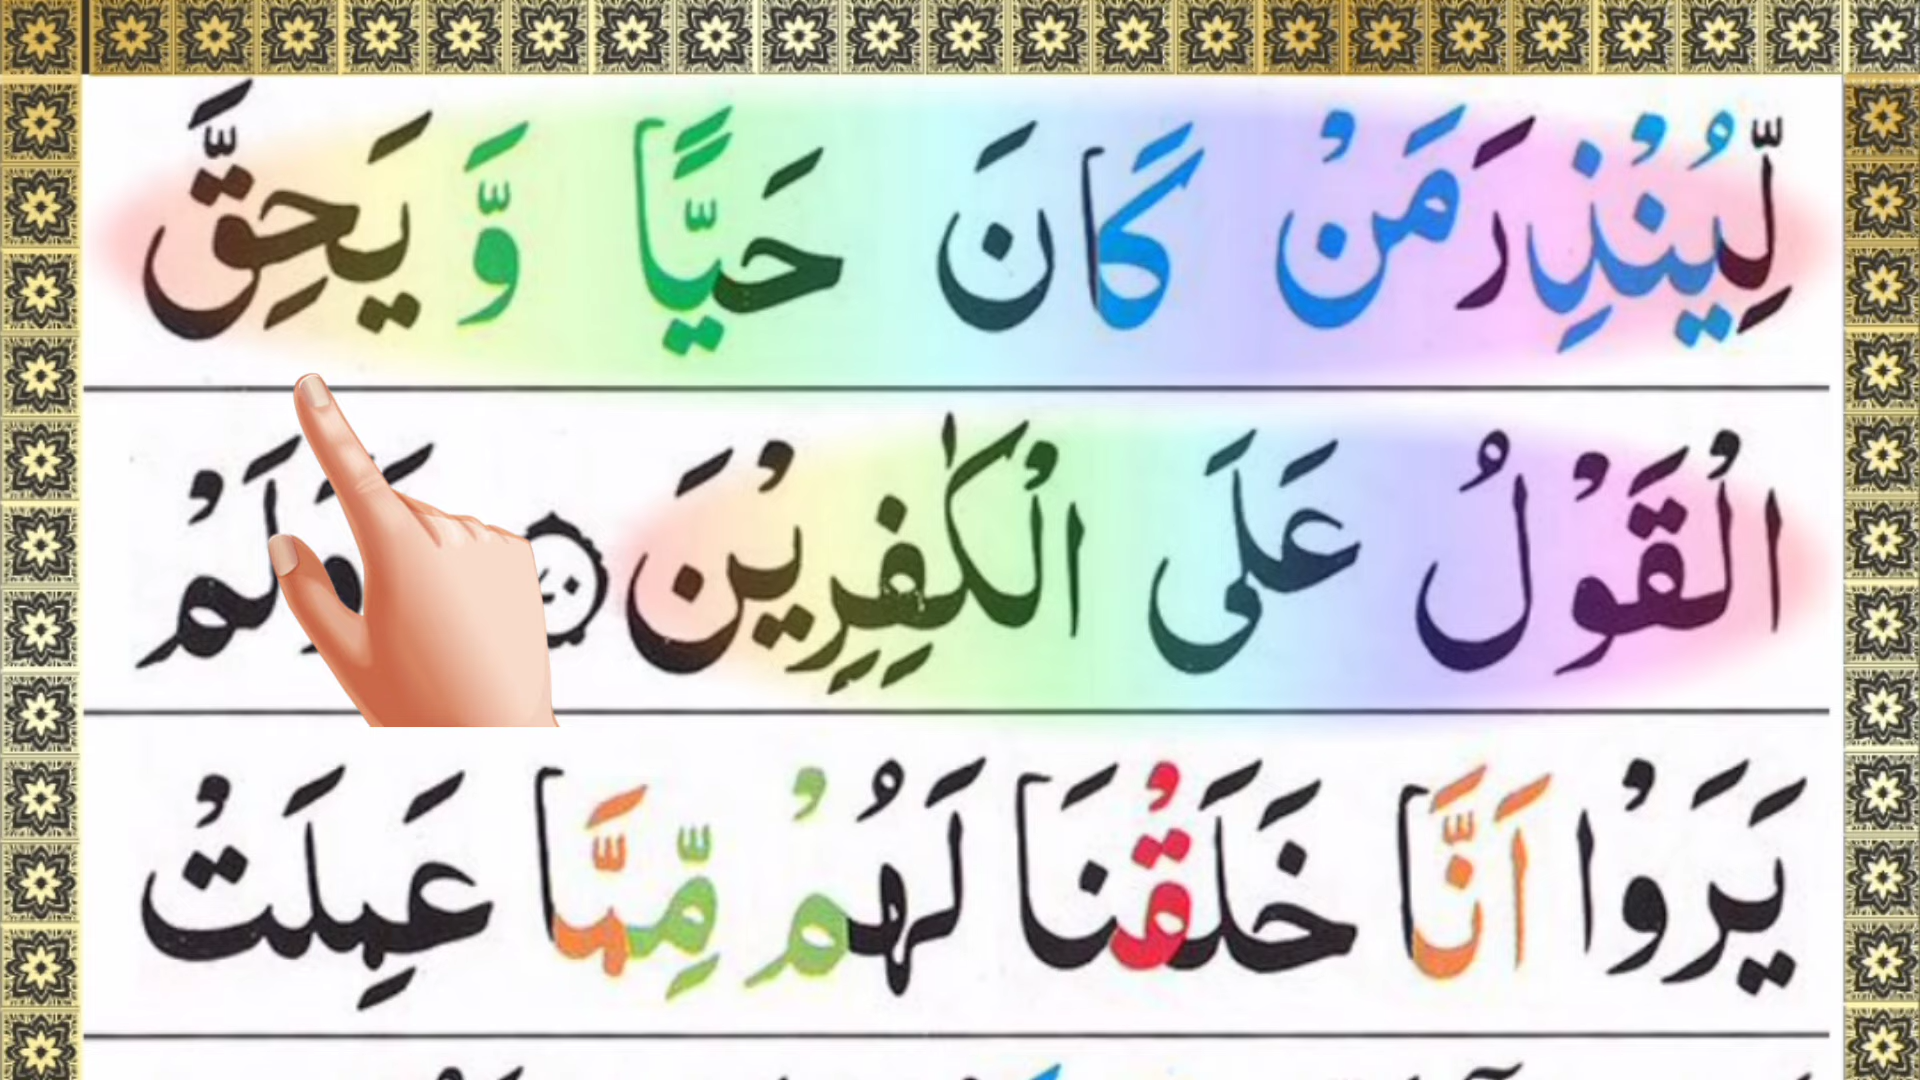 لِّیُنْذِرَ مَنْ كَانَ حَیًّا وَّ یَحِقَّ
الْقَوْلُ عَلَی الْكٰفِرِیْنَ ۝ وَلَمْ
یَرَوْا اَنَّا خَلَقْنَا لَهُمْ مِّمَّا عَمِلَتْ